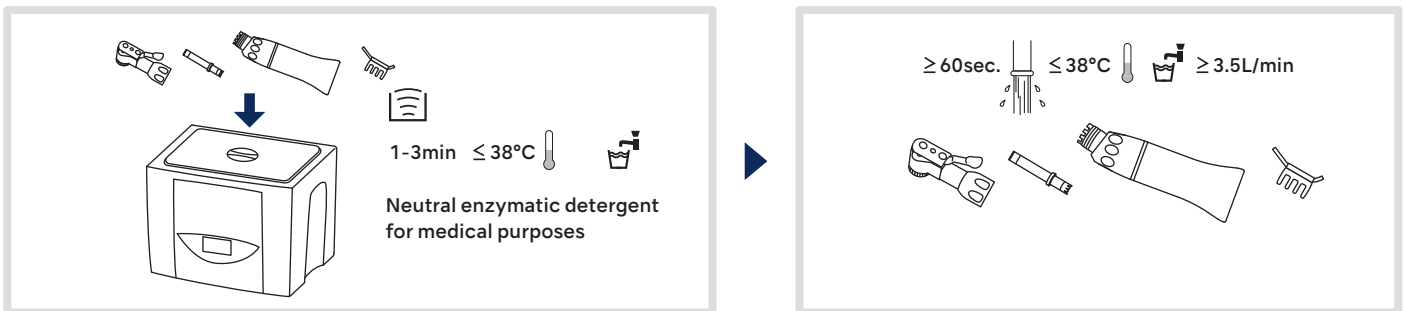 1-3min ≤ 38°C
Neutral enzymatic detergent
for medical purposes
≥ 60sec. ≤ 38°C ≥ 3.5L/min